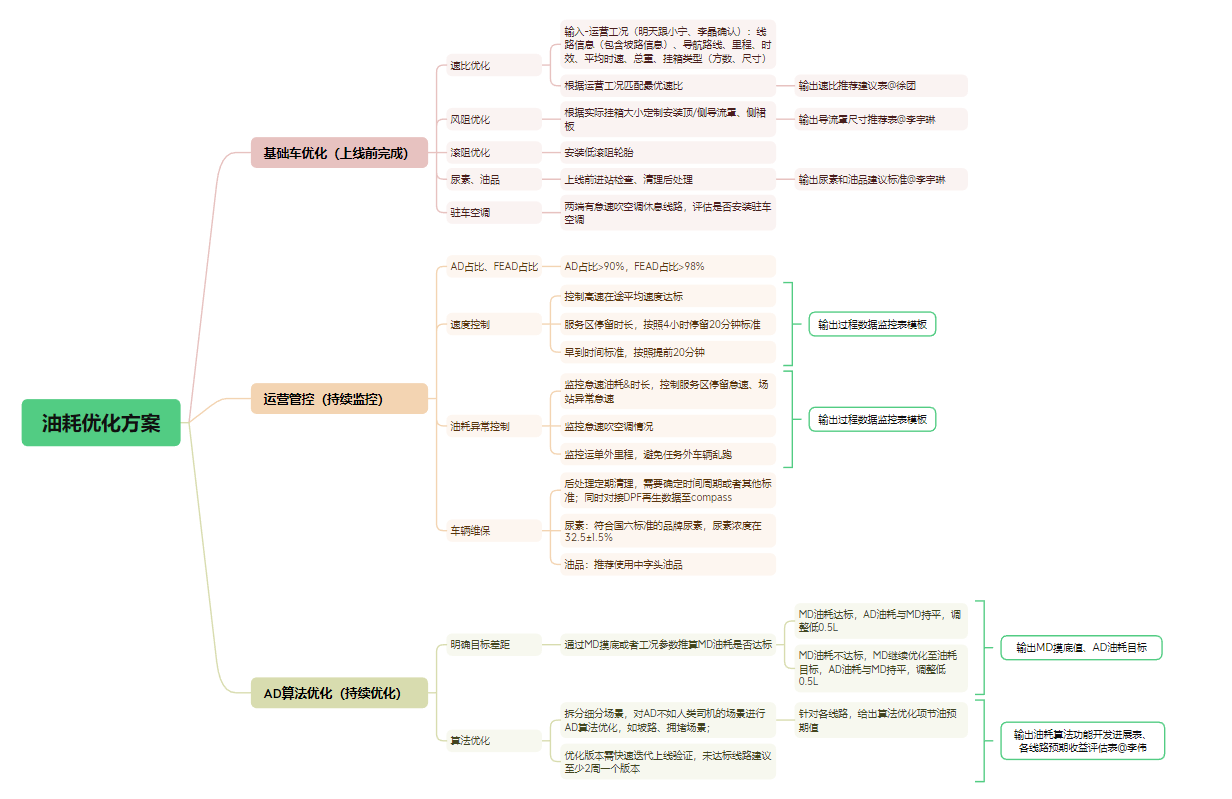 油耗优化方案
基础车优化（上线前完成）
速比优化
输入-运营工况（明天跟小宁、李晶确认）：线
路信息（包含坡路信息）、导航路线、里程、时
效、平均时速、总重、挂箱类型（方数、尺寸）
根据运营工况匹配最优速比
输出速比推荐建议表@徐团
风阻优化
根据实际挂箱大小定制安装顶/侧导流罩、侧裙
板
输出导流罩尺寸推荐表@李宇琳
滚阻优化
安装低滚阻轮胎
尿素、油品
上线前进站检查、清理后处理
输出尿素和油品建议标准@李宇琳
驻车空调
两端有怠速吹空调休息线路，评估是否安装驻车
空调
运营管控（持续监控）
AD占比、FEAD占比
AD占比>90%，FEAD占比>98%
速度控制
控制高速在途平均速度达标
服务区停留时长，按照4小时停留20分钟标准
早到时间标准，按照提前20分钟
输出过程数据监控表模板
油耗异常控制
监控怠速油耗&时长，控制服务区停留怠速、场
站异常怠速
监控怠速吹空调情况
监控运单外里程，避免任务外车辆乱跑
输出过程数据监控表模板
车辆维保
后处理定期清理，需要确定时间周期或者其他标
准；同时对接DPF再生数据至compass
尿素：符合国六标准的品牌尿素，尿素浓度在
32.5±1.5%
油品：推荐使用中字头油品
AD算法优化（持续优化）
明确目标差距
通过MD摸底或者工况参数推算MD油耗是否达标
MD油耗达标，AD油耗与MD持平，调
整低0.5L
MD油耗不达标，MD继续优化至油耗
目标，AD油耗与MD持平，调整低
0.5L
输出MD摸底值、AD油耗目标
算法优化
拆分细分场景，对AD不如人类司机的场景进行
AD算法优化，如坡路、拥堵场景；
针对各线路，给出算法优化项节油预
期值
优化版本需快速迭代上线验证，未达标线路建议
至少2周一个版本
输出油耗算法功能开发进展表、
各线路预期收益评估表@李伟